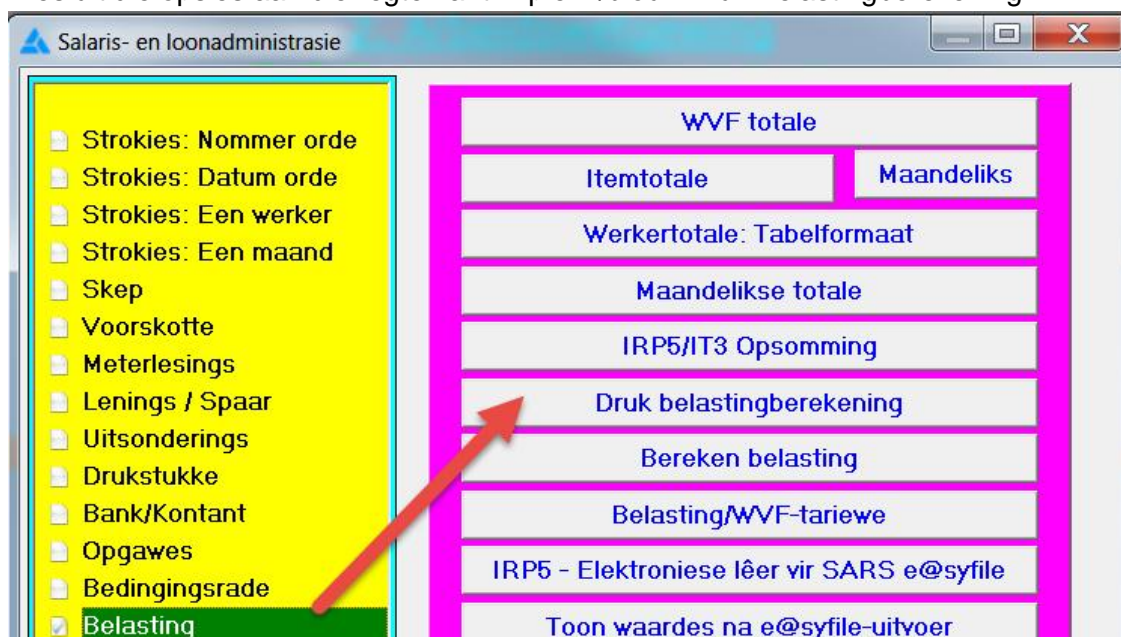 Salaris- en loonadministrasie
Strokies: Nommer orde
Strokies: Datum orde
Strokies: Een werker
Strokies: Een maand
Skep
Voorskotte
Meterlesings
Lenings / Spaar
Uitsonderings
Drukstukke
Bank/Kontant
Opgawes
Bedingingsrade
Belasting
WVF totale
Itemtotale
Maandeliks
Werkertotale: Tabelformaat
Maandelikse totale
IRP5/IT3 Opsomming
Druk belastingberekening
Bereken belasting
Belasting/WVF-tariewe
IRP5 - Elektroniese lêer vir SARS e@syfile
Toon waardes na e@syfile-uitvoer